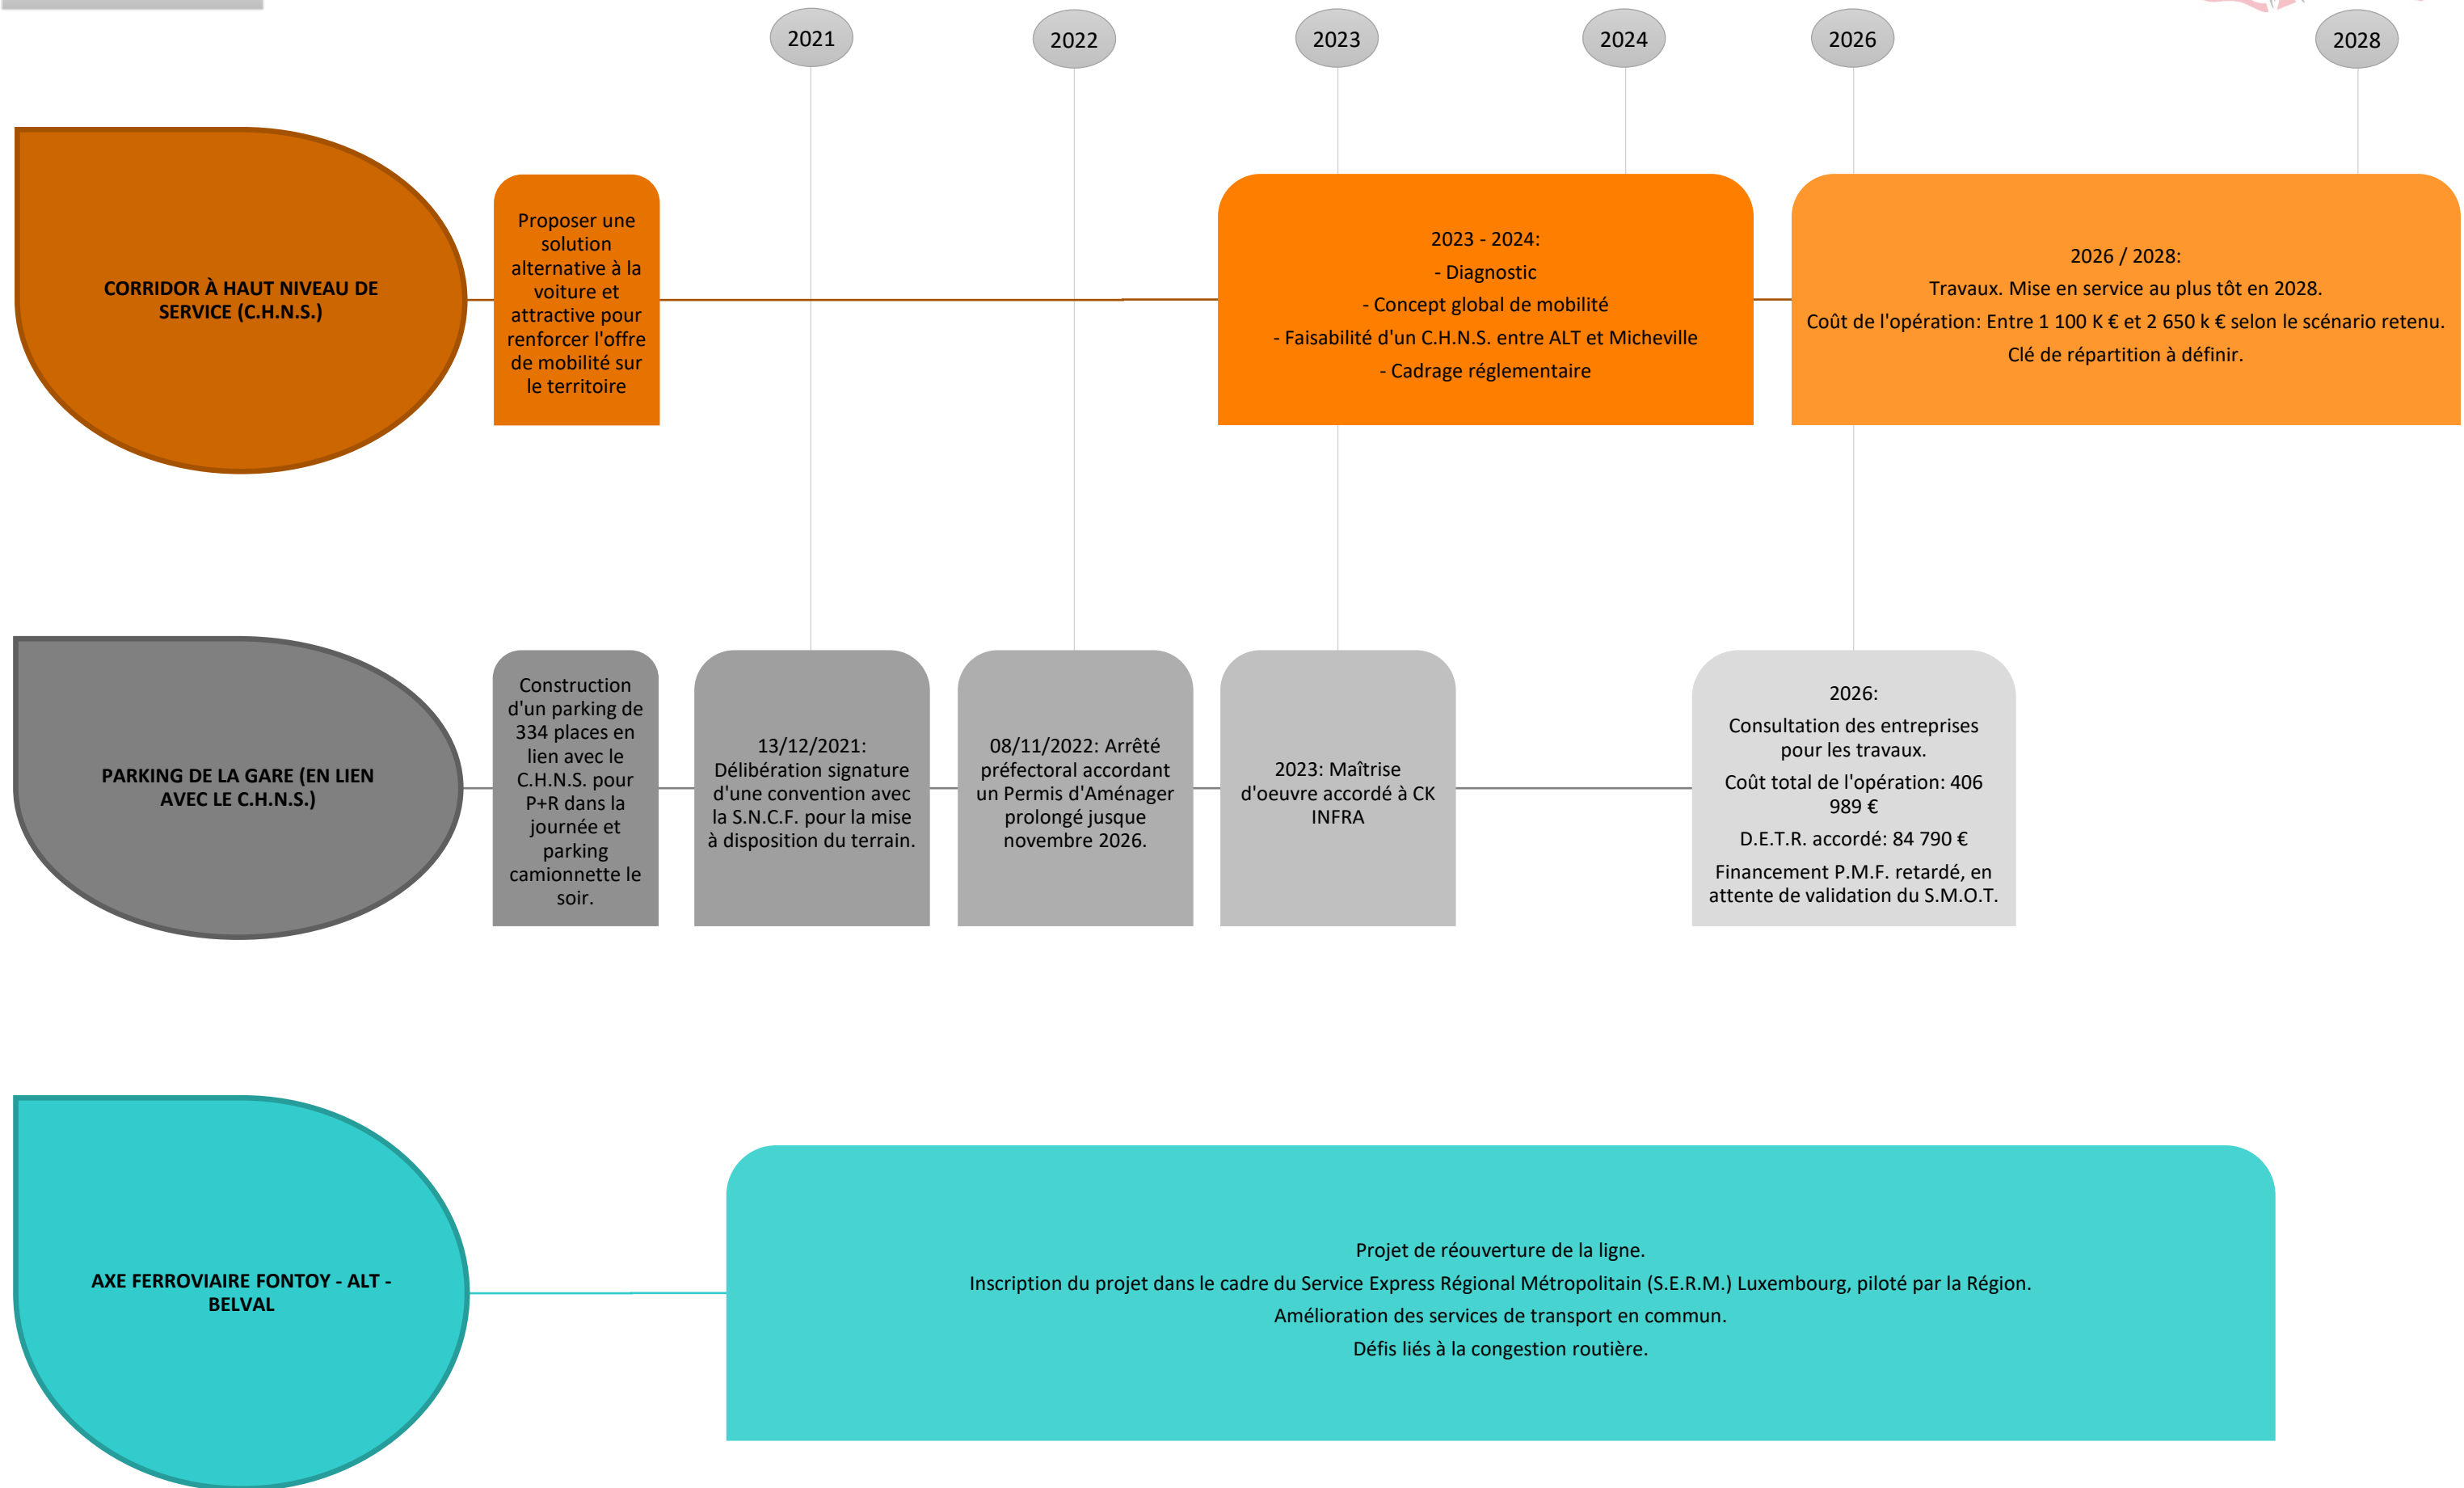 2021
2022
2023
2024
2026
2028
CORRIDOR À HAUT NIVEAU DE
SERVICE (C.H.N.S.)
Proposer une
solution
alternative à la
voiture et
attractive pour
renforcer l'offre
de mobilité sur
le territoire
2023 - 2024:
- Diagnostic
- Concept global de mobilité
- Faisabilité d'un C.H.N.S. entre ALT et Micheville
- Cadrage réglementaire
2026 / 2028:
Travaux. Mise en service au plus tôt en 2028.
Coût de l'opération: Entre 1 100 K € et 2 650 k € selon le scénario retenu.
Clé de répartition à définir.
PARKING DE LA GARE (EN LIEN
AVEC LE C.H.N.S.)
Construction
d'un parking de
334 places en
lien avec le
C.H.N.S. pour
P+R dans la
journée et
parking
camionnette le
soir.
13/12/2021:
Délibération signature
d'une convention avec
la S.N.C.F. pour la mise
à disposition du terrain.
08/11/2022: Arrêté
préfectoral accordant
un Permis d'Aménager
prolongé jusque
novembre 2026.
2023: Maîtrise
d'oeuvre accordé à CK
INFRA
2026:
Consultation des entreprises
pour les travaux.
Coût total de l'opération: 406
989 €
D.E.T.R. accordé: 84 790 €
Financement P.M.F. retardé, en
attente de validation du S.M.O.T.
AXE FERROVIAIRE FONTOY - ALT -
BELVAL
Projet de réouverture de la ligne.
Inscription du projet dans le cadre du Service Express Régional Métropolitain (S.E.R.M.) Luxembourg, piloté par la Région.
Amélioration des services de transport en commun.
Défis liés à la congestion routière.